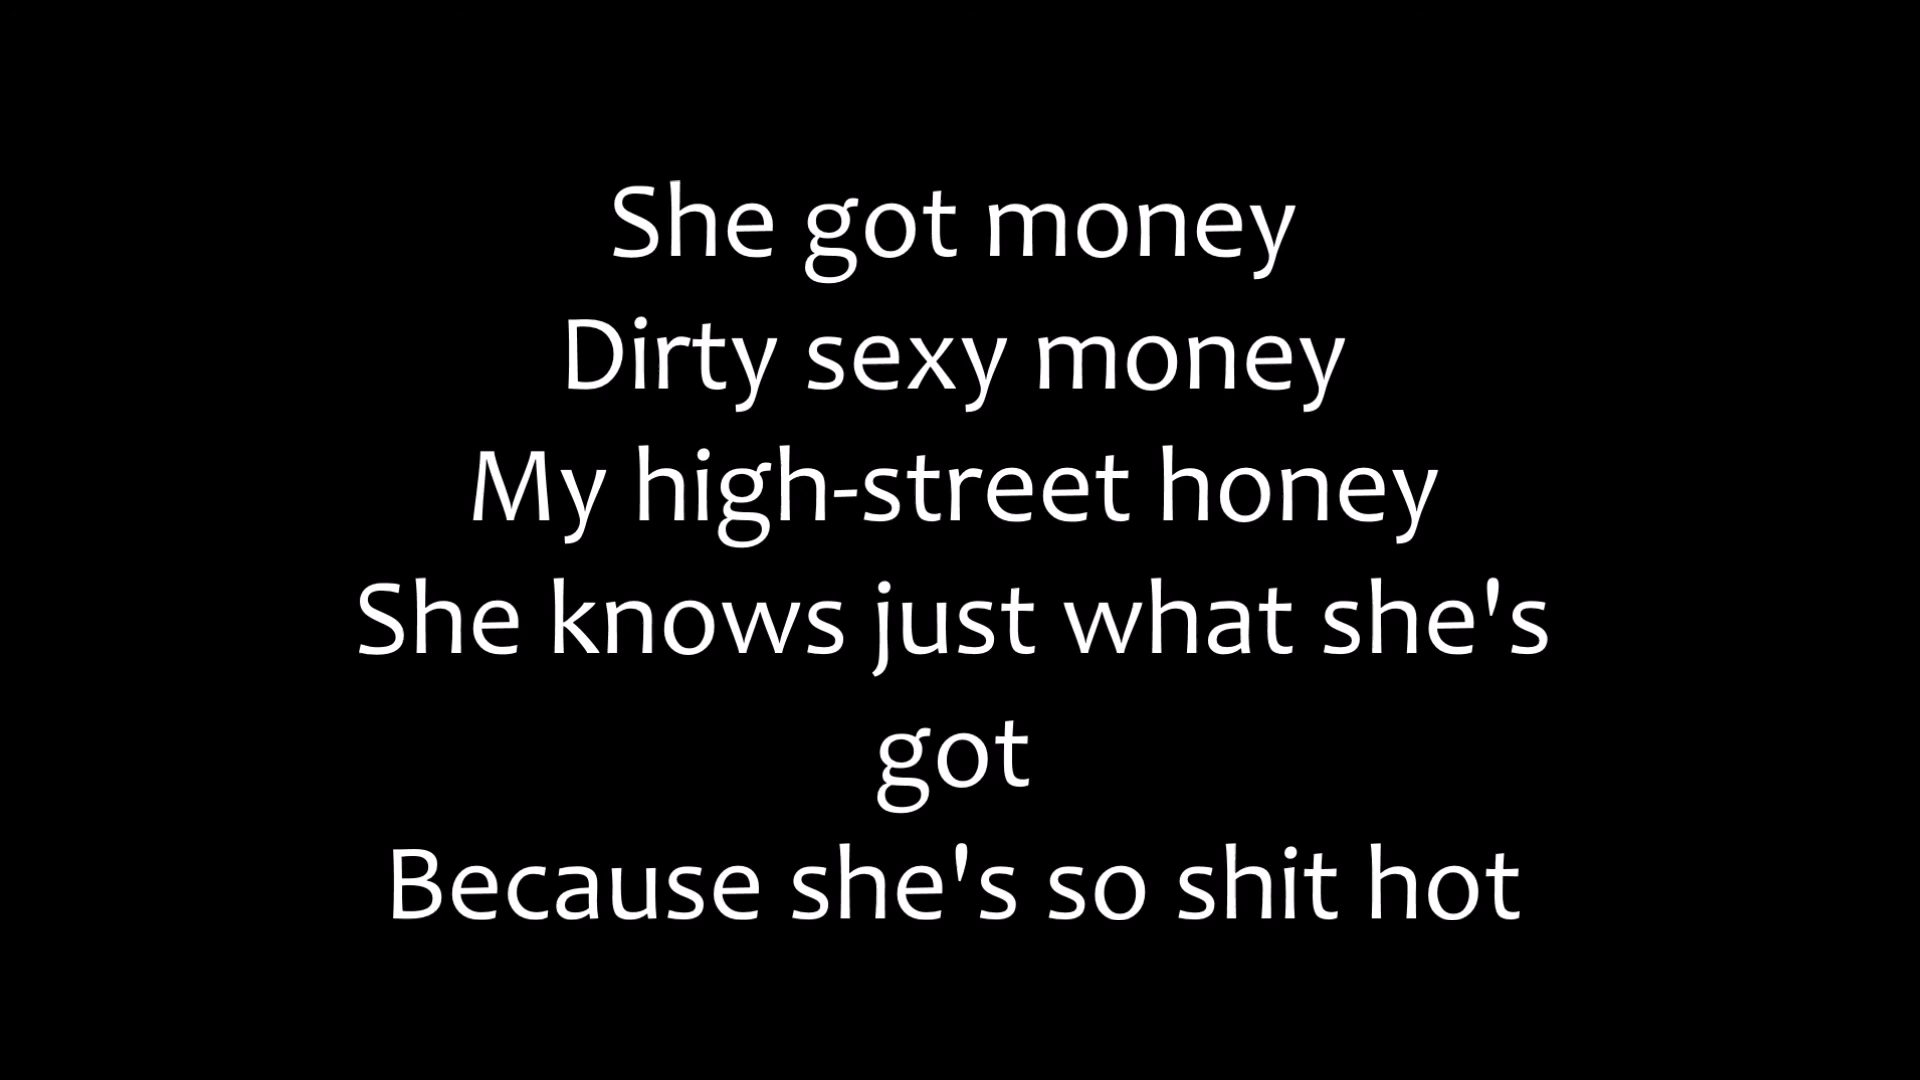 She got money
Dirty sexy money
My high-street honey
She knows just what she's
got
Because she's so shit hot